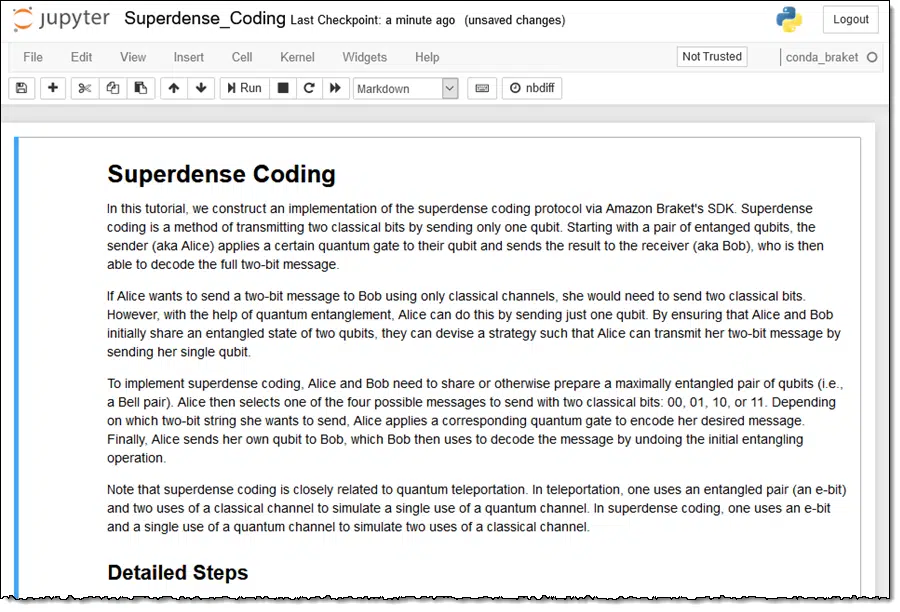 jupyter Superdense_Coding Last Checkpoint: a minute ago (unsaved changes) Logout
File Edit View Insert Cell Kernel Widgets Help Not Trusted conda_braket
Run Markdown nbdiff
Superdense Coding
In this tutorial, we construct an implementation of the superdense coding protocol via Amazon Braket's SDK. Superdense
coding is a method of transmitting two classical bits by sending only one qubit. Starting with a pair of entanged qubits, the
sender (aka Alice) applies a certain quantum gate to their qubit and sends the result to the receiver (aka Bob), who is then
able to decode the full two-bit message.
If Alice wants to send a two-bit message to Bob using only classical channels, she would need to send two classical bits.
However, with the help of quantum entanglement, Alice can do this by sending just one qubit. By ensuring that Alice and Bob
initially share an entangled state of two qubits, they can devise a strategy such that Alice can transmit her two-bit message by
sending her single qubit.
To implement superdense coding, Alice and Bob need to share or otherwise prepare a maximally entangled pair of qubits (i.e.,
a Bell pair). Alice then selects one of the four possible messages to send with two classical bits: 00, 01, 10, or 11. Depending
on which two-bit string she wants to send, Alice applies a corresponding quantum gate to encode her desired message.
Finally, Alice sends her own qubit to Bob, which Bob then uses to decode the message by undoing the initial entangling
operation.
Note that superdense coding is closely related to quantum teleportation. In teleportation, one uses an entangled pair (an e-bit)
and two uses of a classical channel to simulate a single use of a quantum channel. In superdense coding, one uses an e-bit
and a single use of a quantum channel to simulate two uses of a classical channel.
Detailed Steps